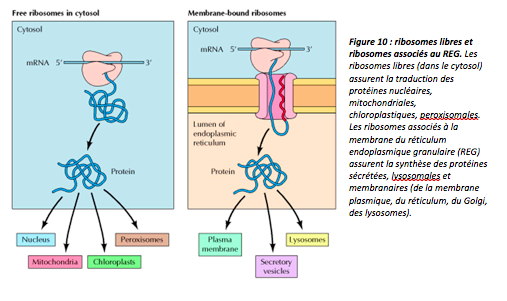 Free ribosomes in cytosol
Cytosol
mRNA 5' 3'
Protein
Nucleus
Peroxisomes
Mitochondria
Chloroplasts
Membrane-bound ribosomes
Cytosol
mRNA 5' 3'
Lumen of
endoplasmic
reticulum
Protein
Plasma
membrane
Lysosomes
Secretory
vesicles
Figure 10 : ribosomes libres et
ribosomes associés au REG. Les
ribosomes libres (dans le cytosol)
assurent la traduction des
protéines nucléaires,
mitochondriales,
chloroplastiques, peroxisomales.
Les ribosomes associés à la
membrane du réticulum
endoplasmique granulaire (REG)
assurent la synthèse des protéines
sécrétées, lysosomales et
membranaires (de la membrane
plasmique, du réticulum, du Golgi,
des lysosomes).